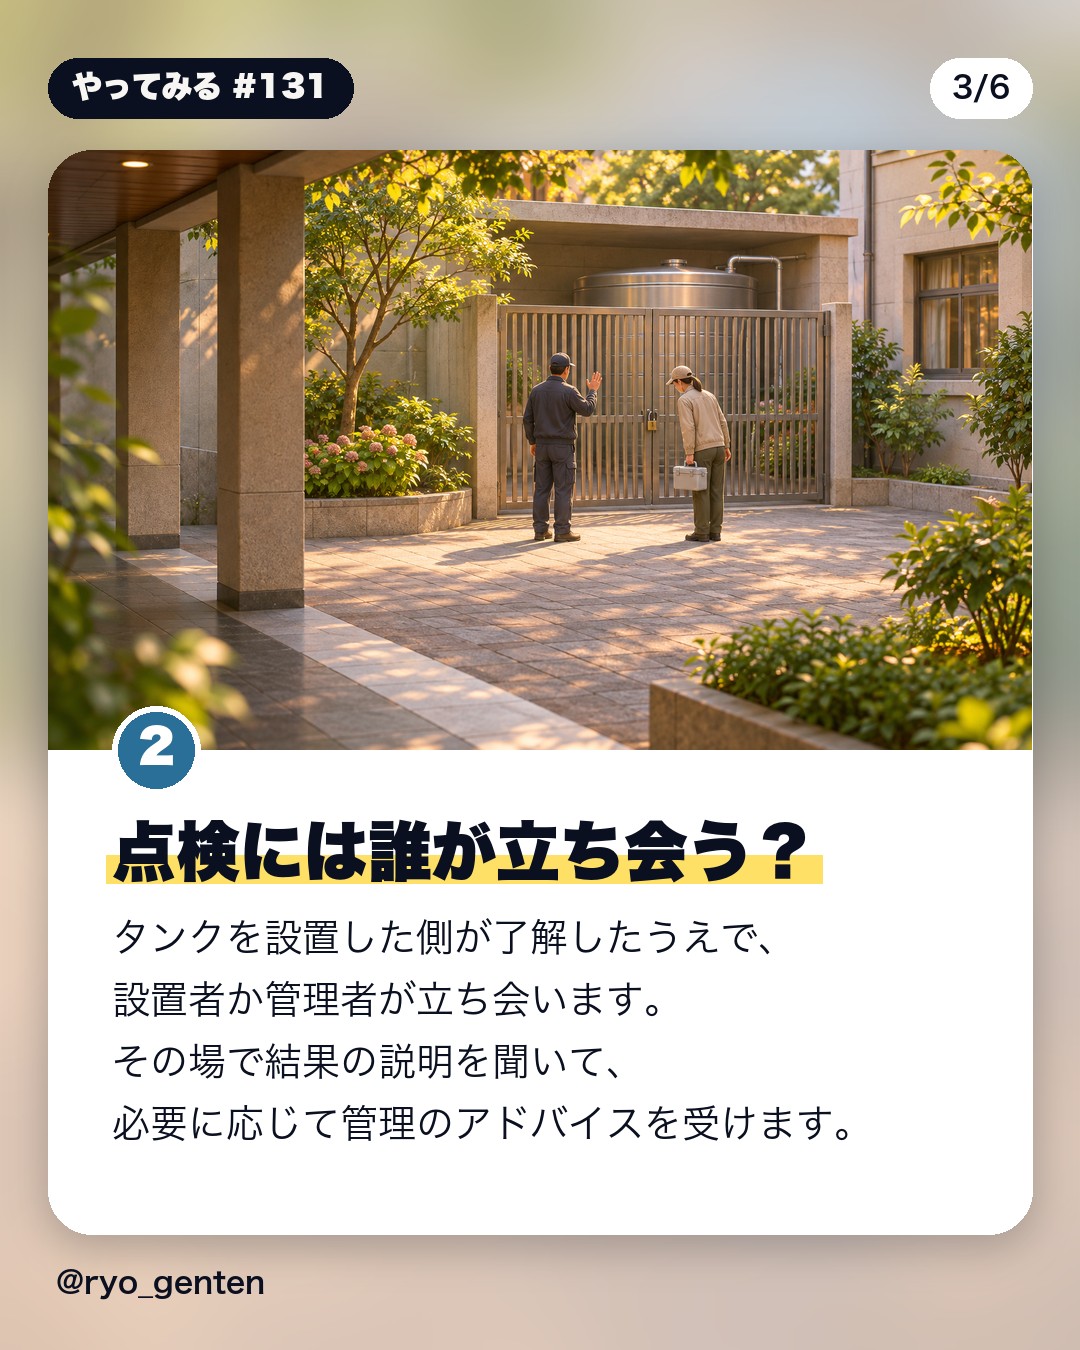 やってみる #131
3/6
2
点検には誰が立ち会う？
タンクを設置した側が了解したうえで、
設置者か管理者が立ち会います。
その場で結果の説明を聞いて、
必要に応じて管理のアドバイスを受けます。
@ryo_genten